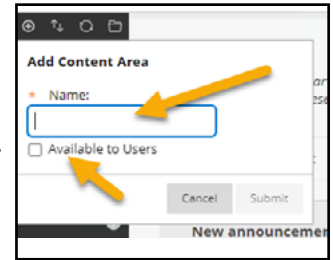 Add Content Area
* Name:
Available to Users
Cancel Submit
New announcemen